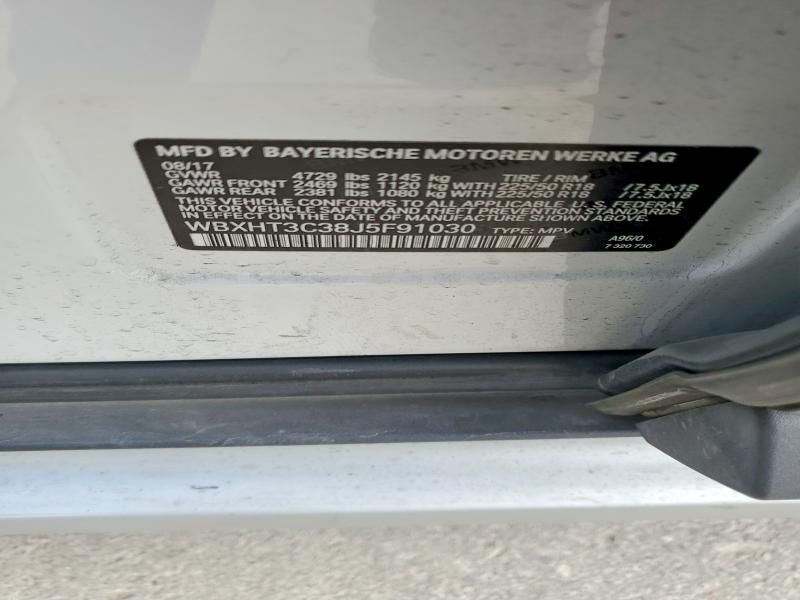 MFD BY BAYERISCHE MOTOREN WERKE AG
08/17
GVWR 4729 lbs 2145 kg TIRE / RIM
GAWR FRONT 2469 lbs 1120 kg WITH 225/50 R18 /7.5Jx18
GAWR REAR 2381 lbs 1080 kg WITH 225/50 R18 /7.5Jx18
THIS VEHICLE CONFORMS TO ALL APPLICABLE U.S. FEDERAL
MOTOR VEHICLE SAFETY, BUMPER, AND THEFT PREVENTION
STANDARDS IN EFFECT ON THE DATE OF MANUFACTURE SHOWN ABOVE.
WBXHT3C38J5F91030 TYPE: MPV
A96/0
7 320 730